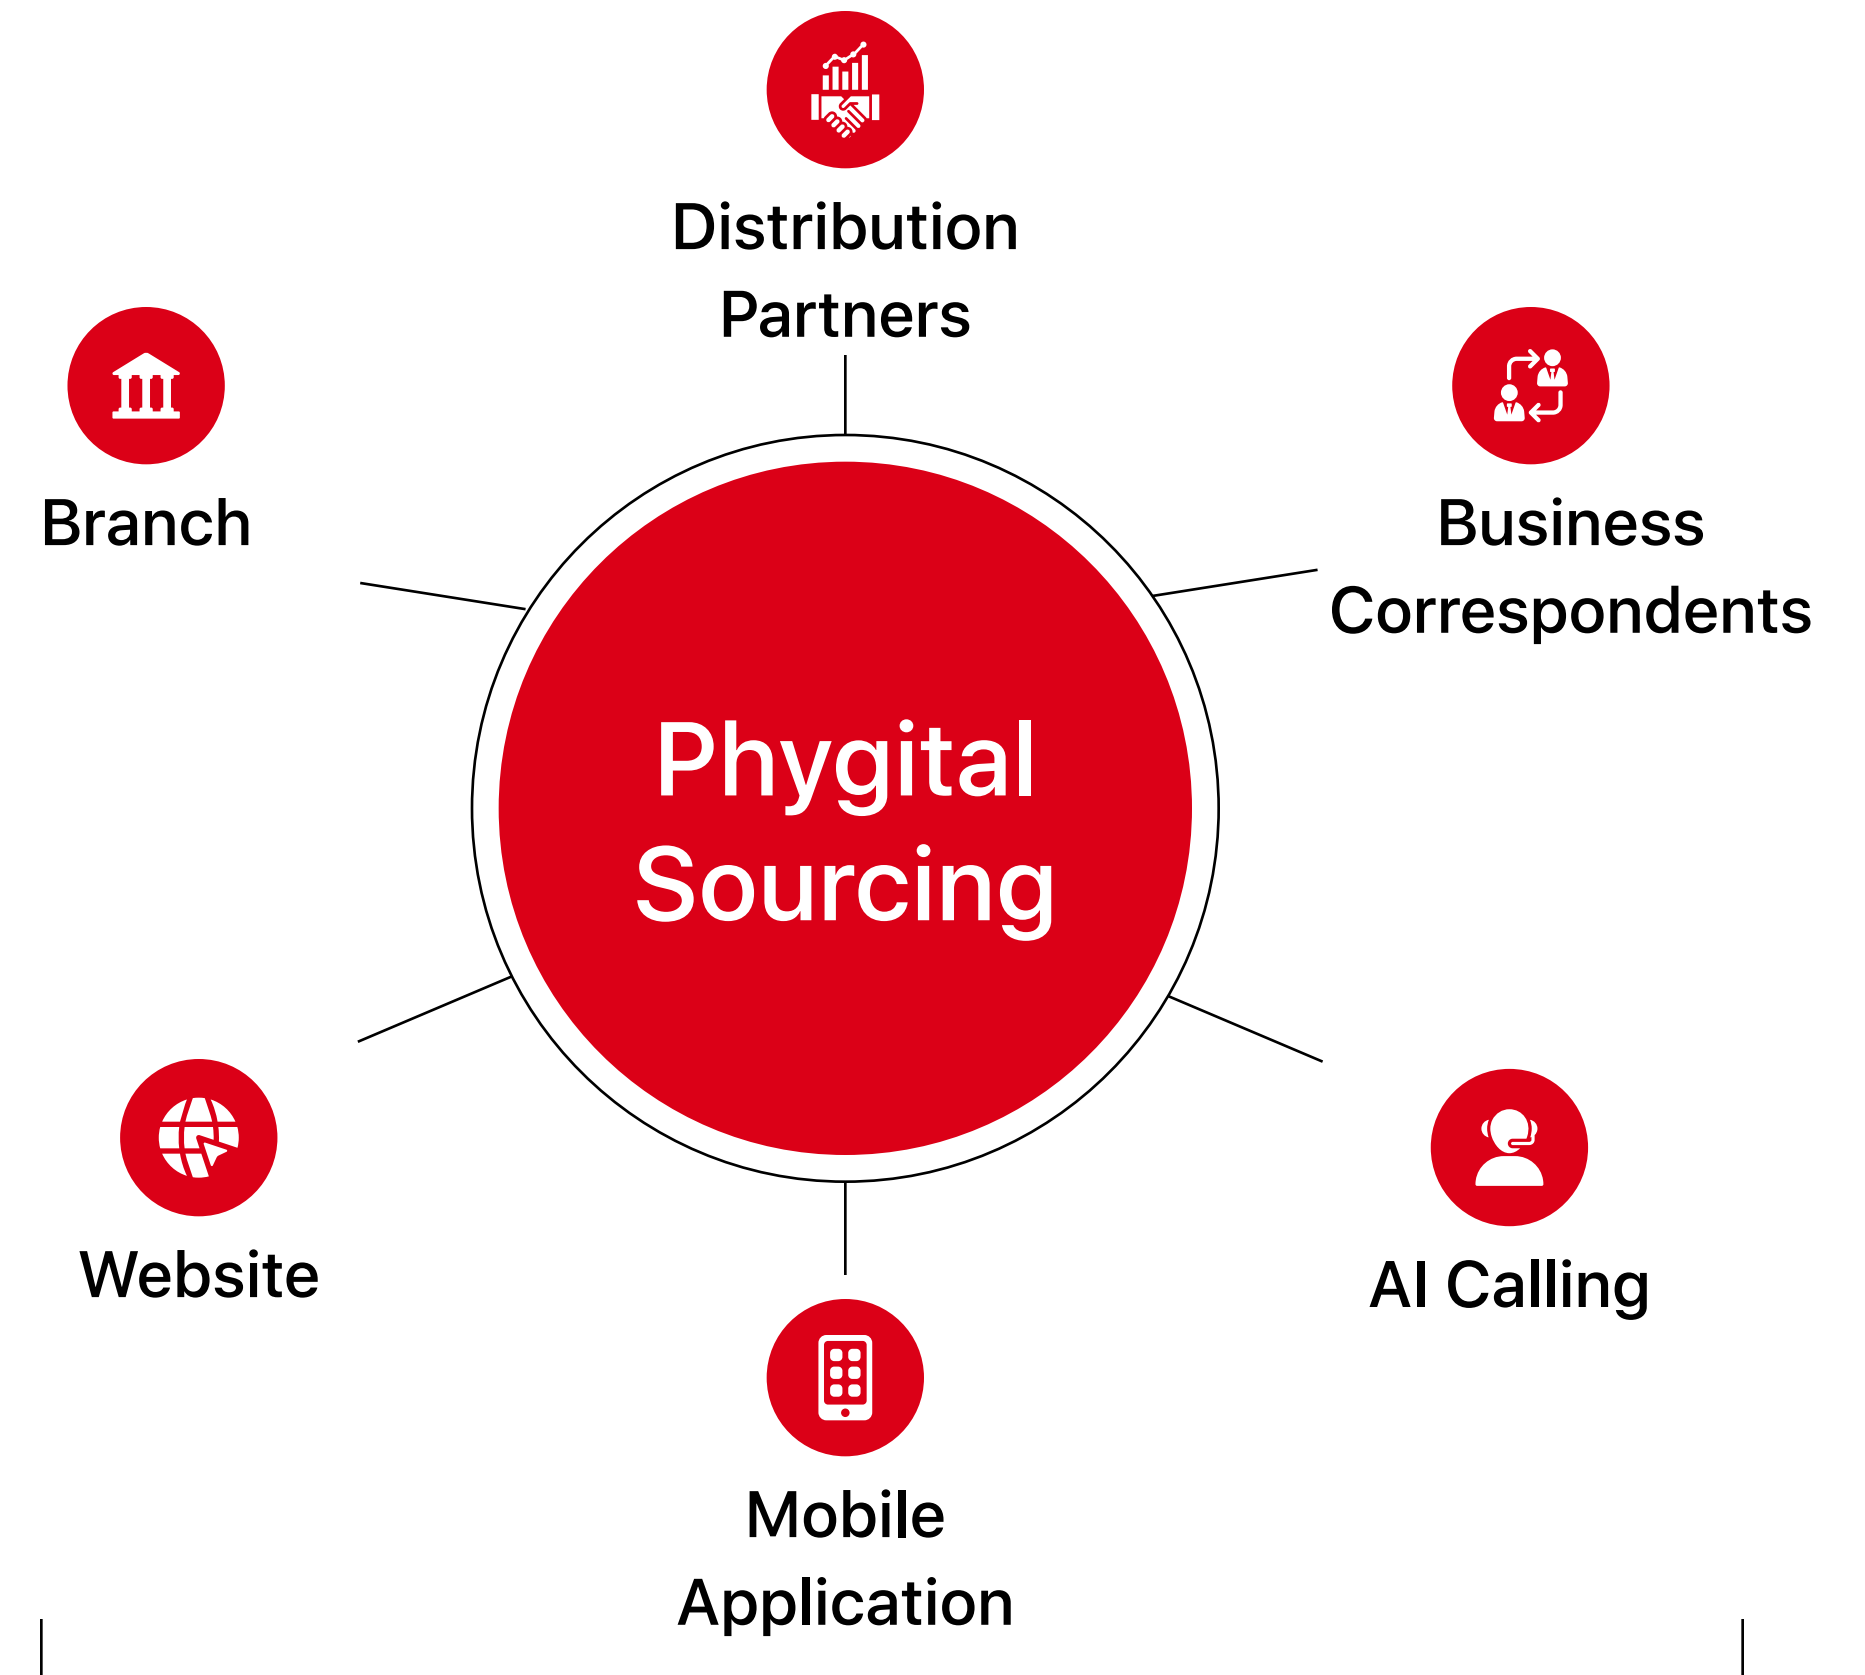 Distribution
Partners
Branch
Business
Correspondents
Phygital
Sourcing
Website
AI Calling
Mobile
Application